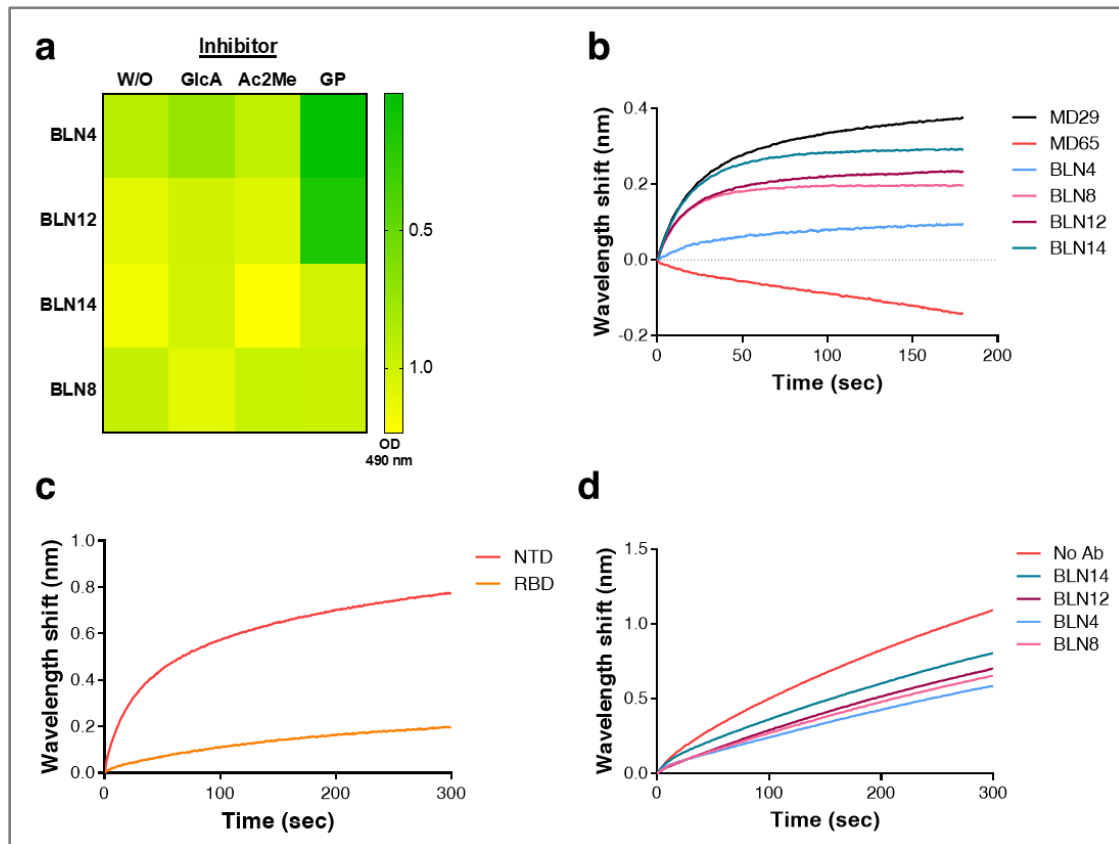 a
Inhibitor
W/O GlcA Ac2Me GP
BLN4
BLN12
BLN14
BLN8
0.5
1.0
OD
490 nm
b
Wavelength shift (nm)
0.4
0.2
0.0
-0.2
0 50 100 150 200
Time (sec)
MD29
MD65
BLN4
BLN8
BLN12
BLN14
c
Wavelength shift (nm)
1.0
0.8
0.6
0.4
0.2
0.0
0 100 200 300
Time (sec)
NTD
RBD
d
Wavelength shift (nm)
1.5
1.0
0.5
0.0
0 100 200 300
Time (sec)
No Ab
BLN14
BLN12
BLN4
BLN8